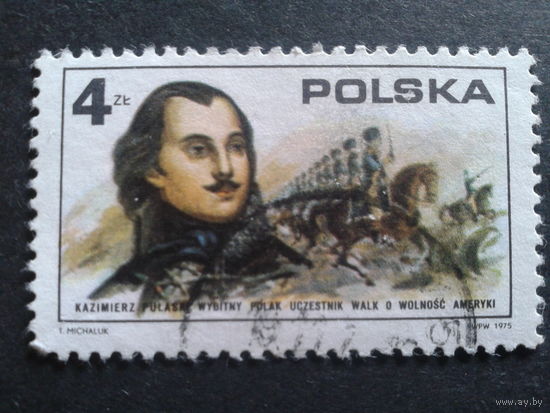 4 ZŁ POLSKA
KAZIMIERZ PUŁASKI WYBITNY POLAK UCZESTNIK WALK O WOLNOŚĆ AMERYKI
T. MICHALUK PWPW 1975
www.ay.by